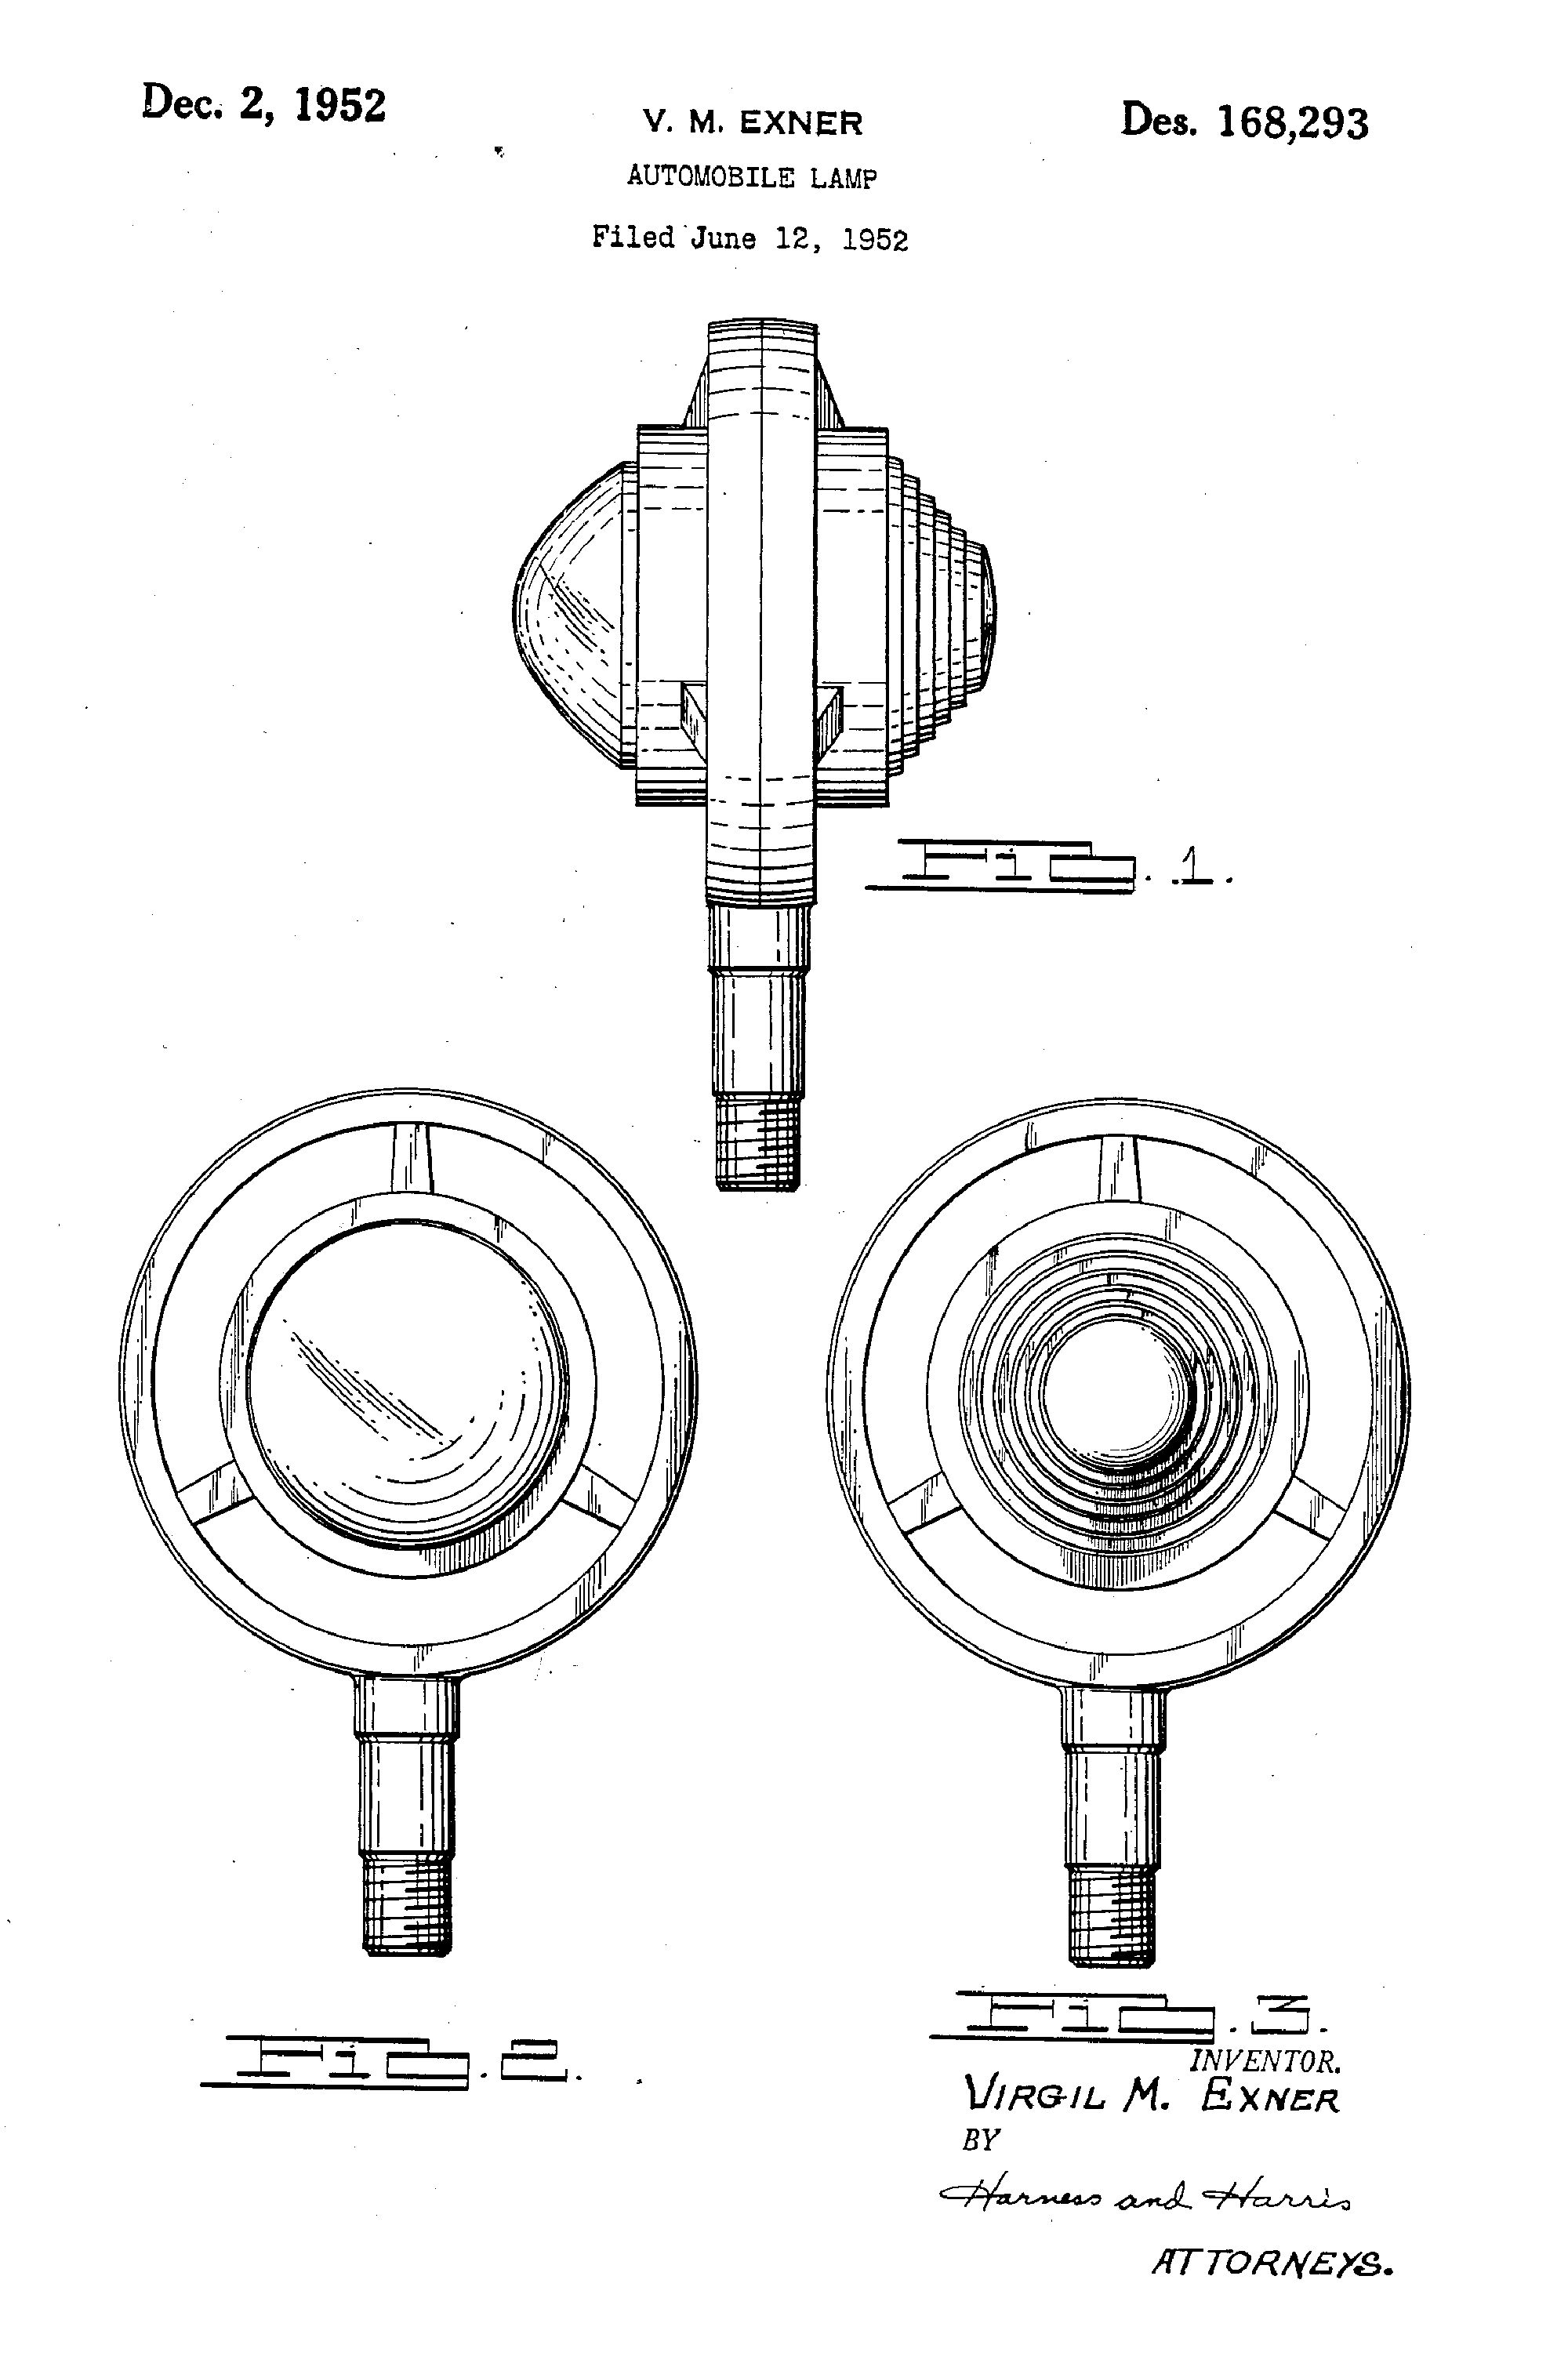 Dec. 2, 1952
V. M. EXNER
Des. 168,293
AUTOMOBILE LAMP
Filed June 12, 1952
FIG. 1.
FIG. 2.
FIG. 3.
INVENTOR.
VIRGIL M. EXNER
BY
Harness and Harris
ATTORNEYS.